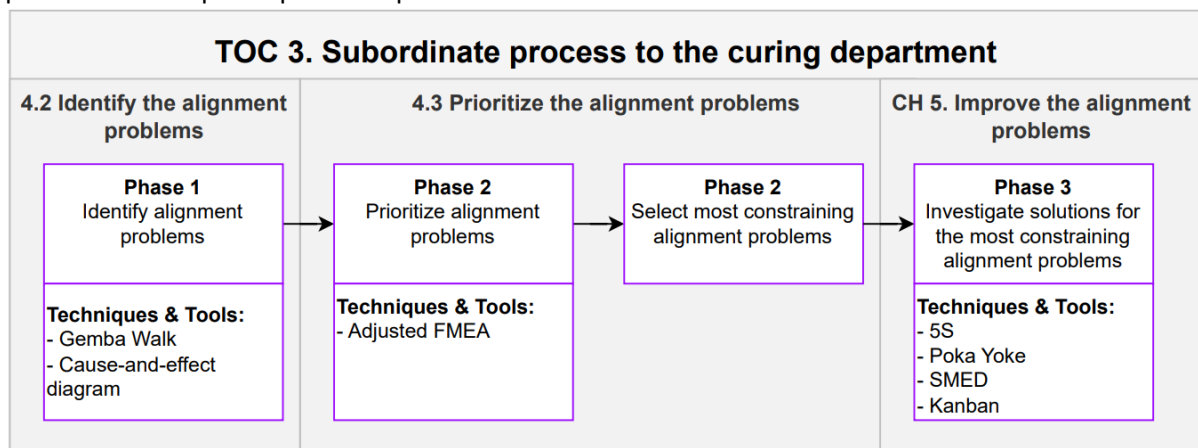 TOC 3. Subordinate process to the curing department
4.2 Identify the alignment
problems
4.3 Prioritize the alignment problems
CH 5. Improve the alignment
problems
Phase 1
Identify alignment
problems
Techniques & Tools:
- Gemba Walk
- Cause-and-effect
diagram
Phase 2
Prioritize alignment
problems
Techniques & Tools:
- Adjusted FMEA
Phase 2
Select most constraining
alignment problems
Phase 3
Investigate solutions for
the most constraining
alignment problems
Techniques & Tools:
- 5S
- Poka Yoke
- SMED
- Kanban